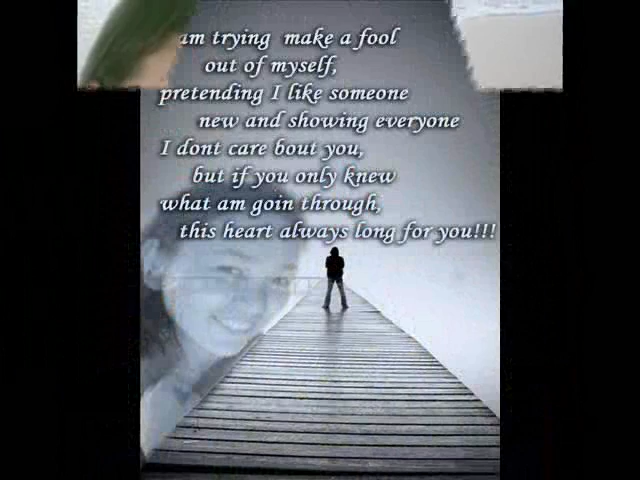 am trying make a fool
out of myself,
pretending I like someone
new and showing everyone
I dont care bout you,
but if you only knew
what am goin through,
this heart always long for you!!!